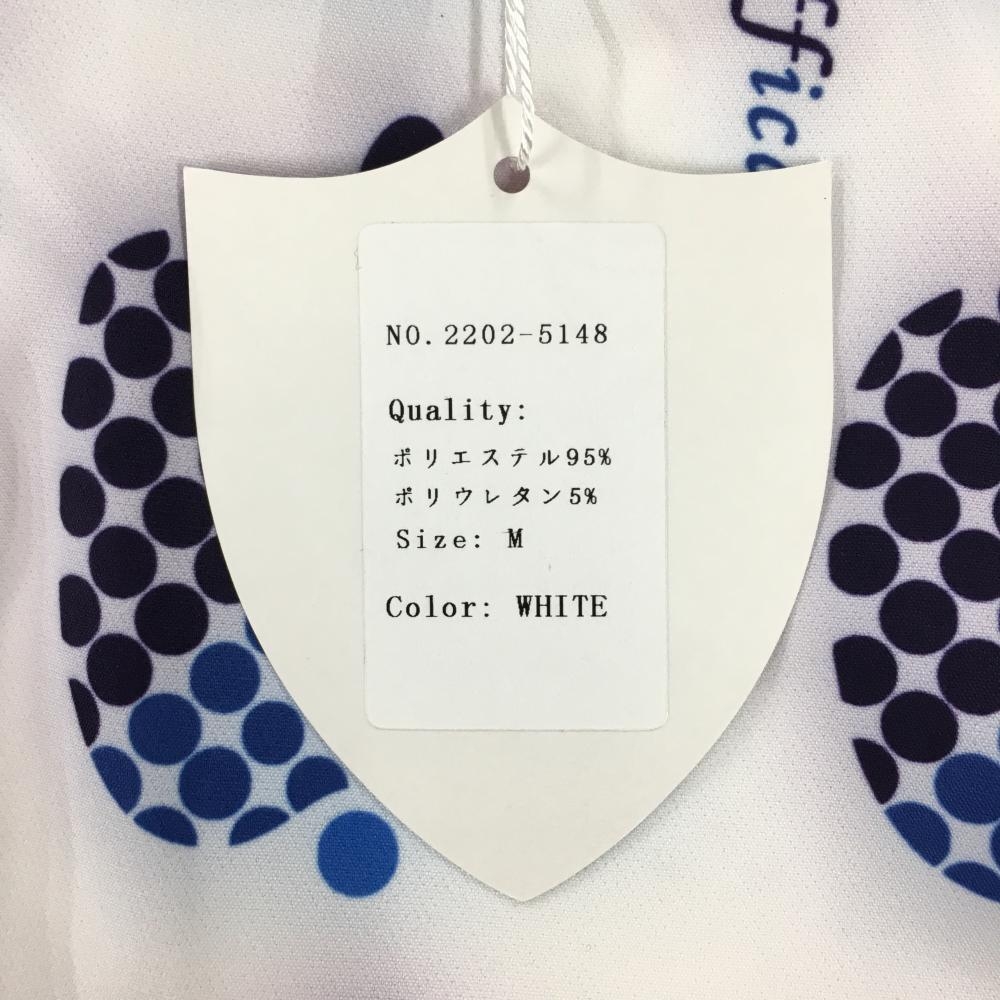 NO.2202-5148
Quality:
ポリエステル95%
ポリウレタン5%
Size: M
Color: WHITE